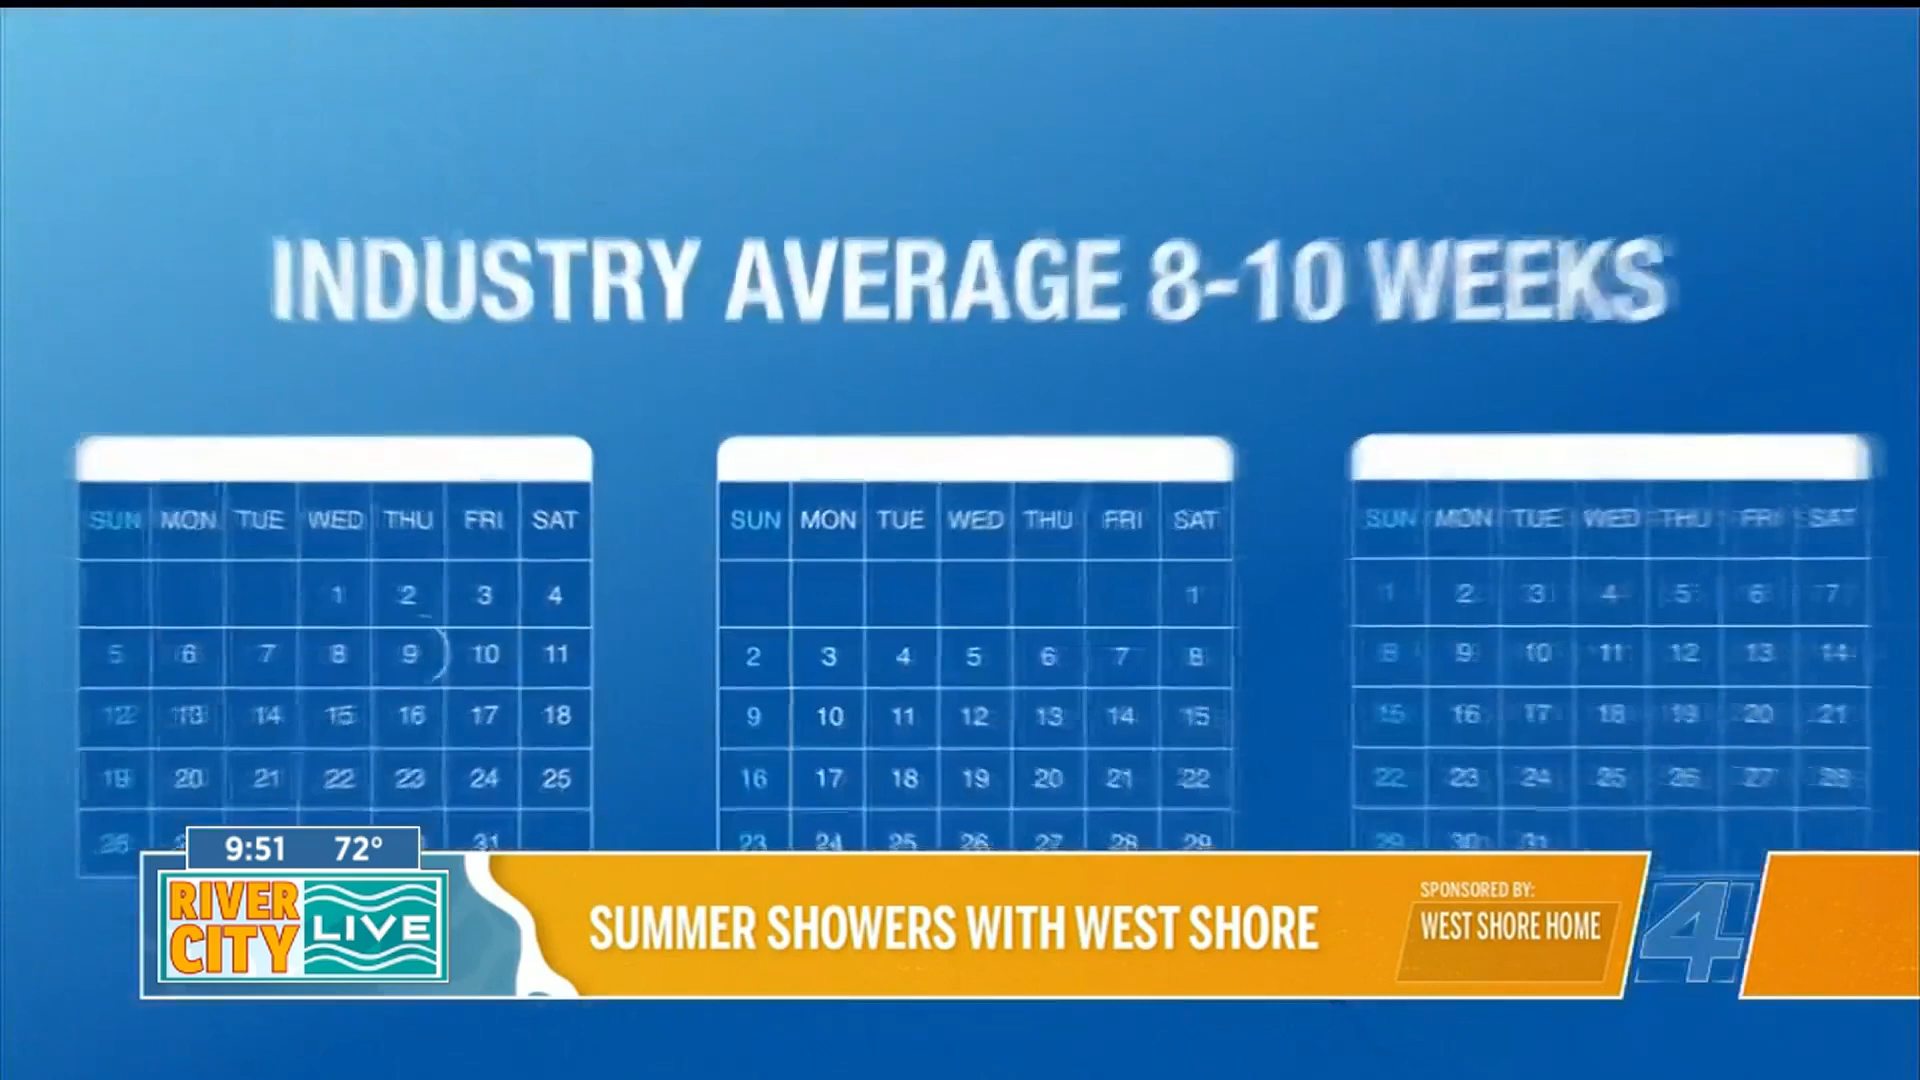 INDUSTRY AVERAGE 8-10 WEEKS
SUN MON TUE WED THU FRI SAT
1 2 3 4
5 6 7 8 9 10 11
12 13 14 15 16 17 18
19 20 21 22 23 24 25
26 31
SUN MON TUE WED THU FRI SAT
1
2 3 4 5 6 7 8
9 10 11 12 13 14 15
16 17 18 19 20 21 22
23 24 25 26 27 28 29
SUN MON TUE WED THU FRI SAT
1 2 3 4 5 6 7
8 9 10 11 12 13 14
15 16 17 18 19 20 21
22 23 24 25 26 27 28
29 30 31
9:51 72°
RIVER
CITY
LIVE
SUMMER SHOWERS WITH WEST SHORE
SPONSORED BY:
WEST SHORE HOME
4